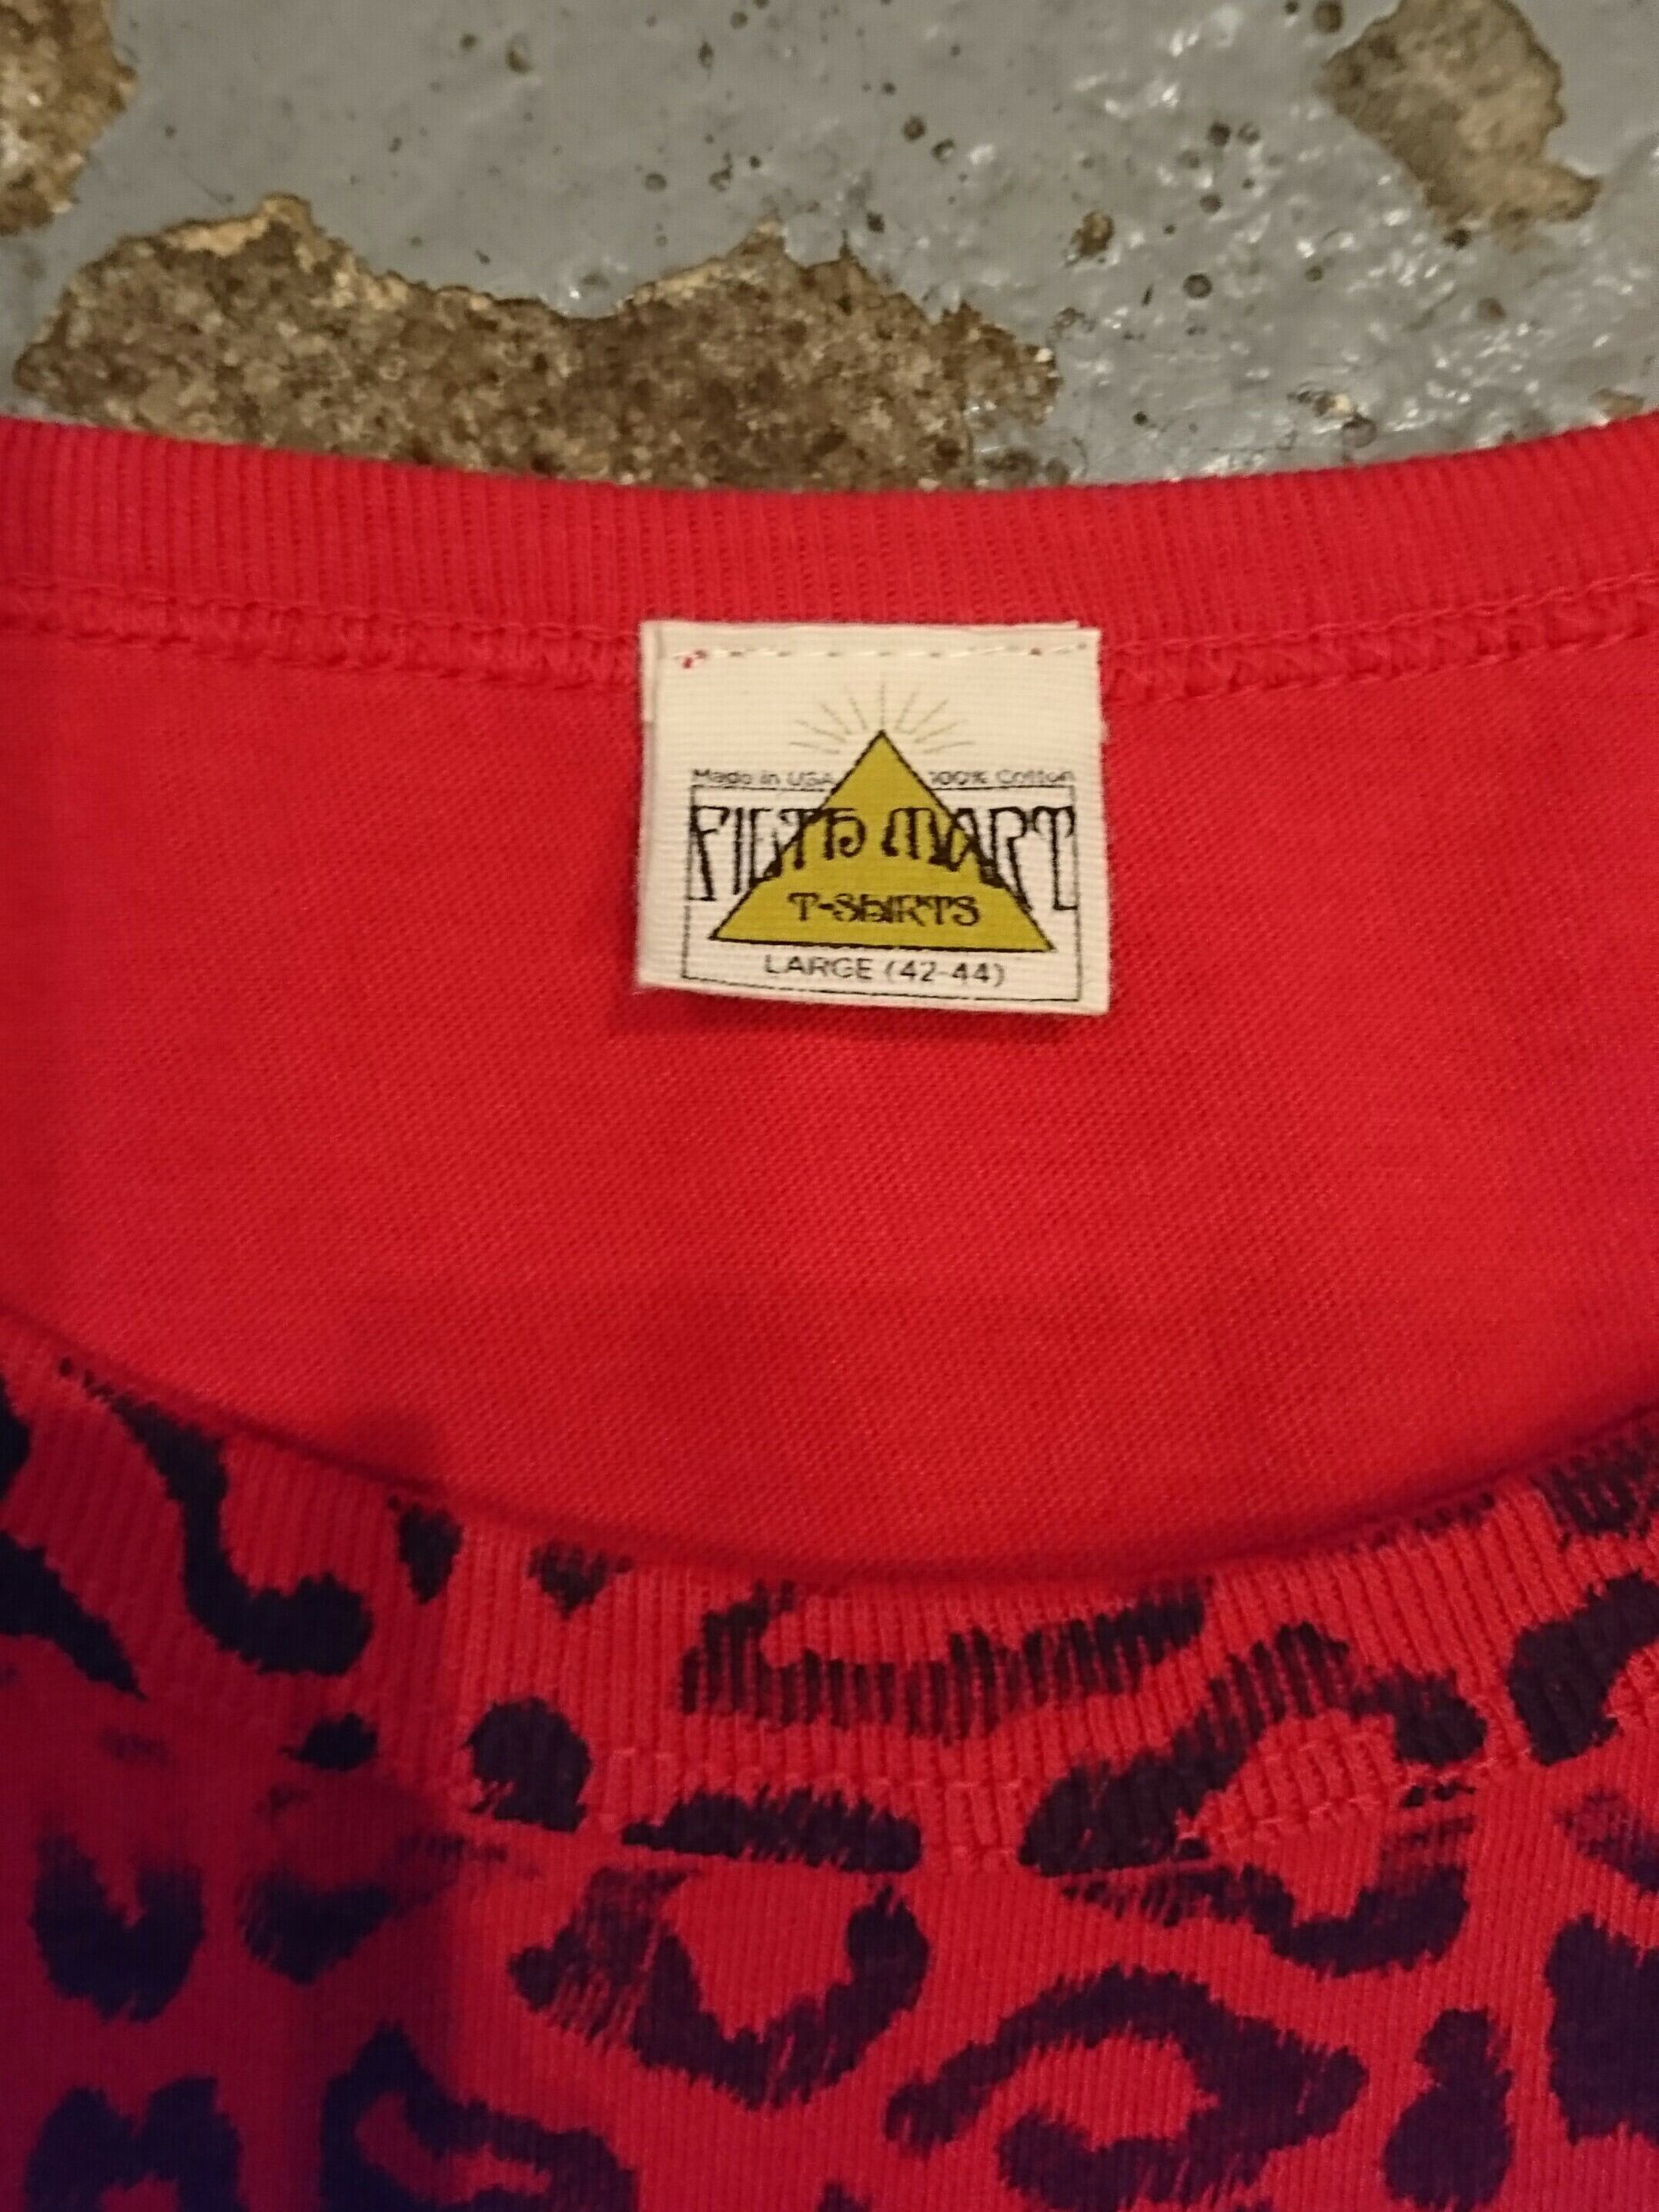 Made in USA 100% Cotton
FILTH MART
T-SHIRTS
LARGE (42-44)